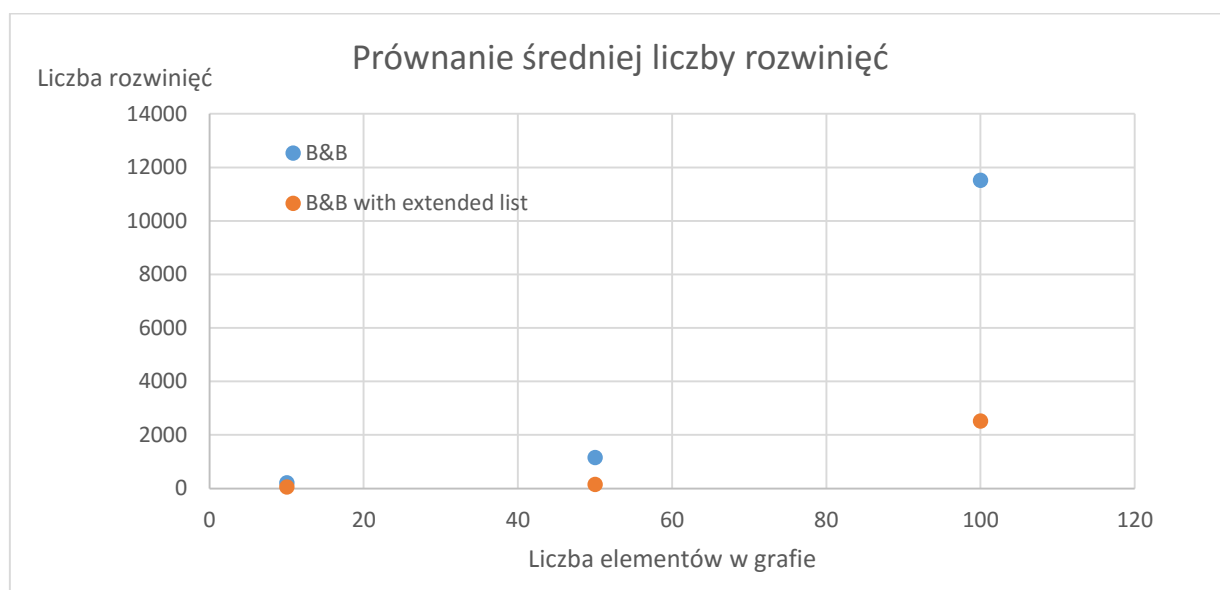 Prównanie średniej liczby rozwinięć
Liczba rozwinięć
14000
12000
10000
8000
6000
4000
2000
0
B&B
B&B with extended list
0 20 40 60 80 100 120
Liczba elementów w grafie